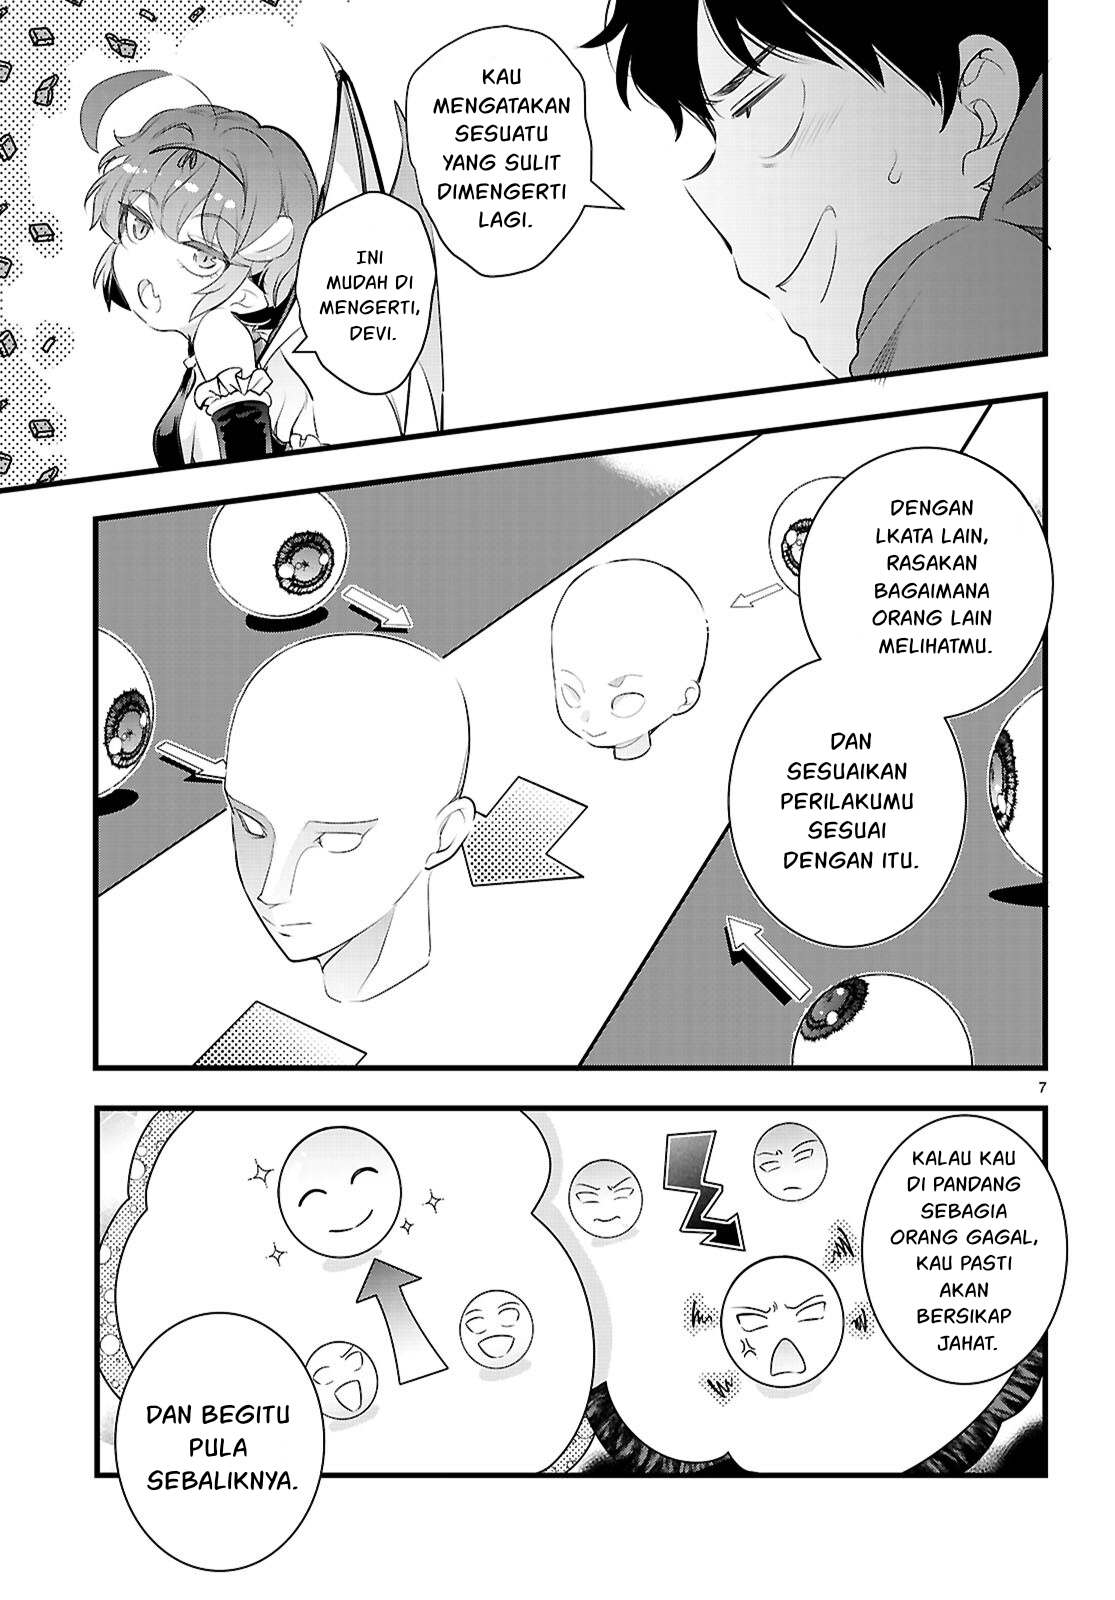 KAU
MENGATAKAN
SESUATU
YANG SULIT
DIMENGERTI
LAGI.
INI
MUDAH DI
MENGERTI,
DEVI.
DENGAN
LKATA LAIN,
RASAKAN
BAGAIMANA
ORANG LAIN
MELIHATMU.
DAN
SESUAIKAN
PERILAKUMU
SESUAI
DENGAN ITU.
7
KALAU KAU
DI PANDANG
SEBAGIA
ORANG GAGAL,
KAU PASTI
AKAN
BERSIKAP
JAHAT.
DAN BEGITU
PULA
SEBALIKNYA.